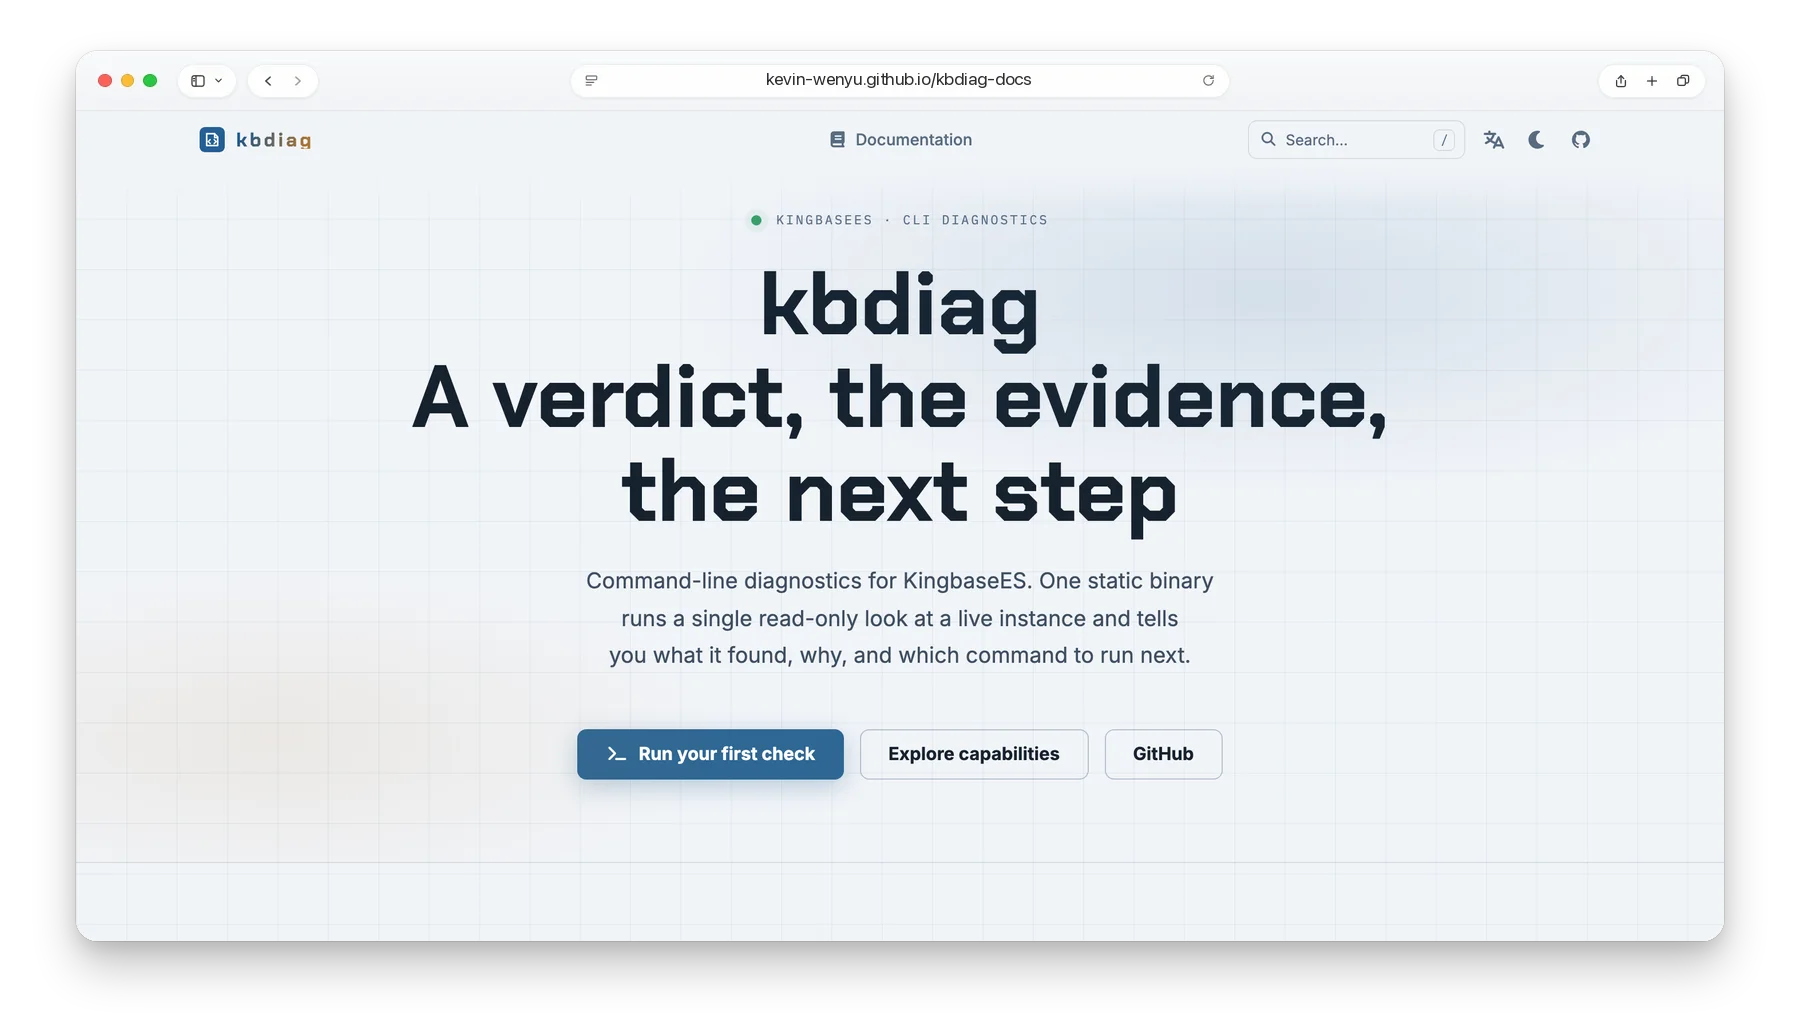 kevin-wenyu.github.io/kbdiag-docs
kbdiag
Documentation
Search...
/
KINGBASEES · CLI DIAGNOSTICS
kbdiag
A verdict, the evidence,
the next step
Command-line diagnostics for KingbaseES. One static binary
runs a single read-only look at a live instance and tells
you what it found, why, and which command to run next.
Run your first check
Explore capabilities
GitHub